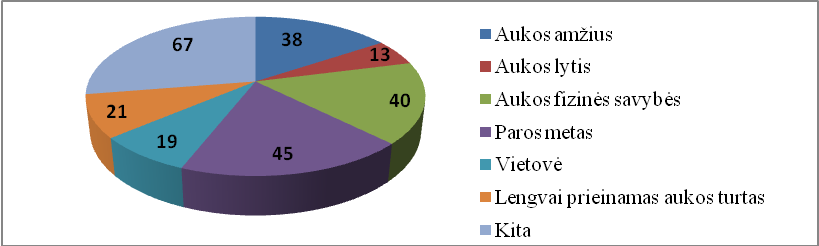 38
13
40
45
19
21
67
Aukos amžius
Aukos lytis
Aukos fizinės savybės
Paros metas
Vietovė
Lengvai prieinamas aukos turtas
Kita